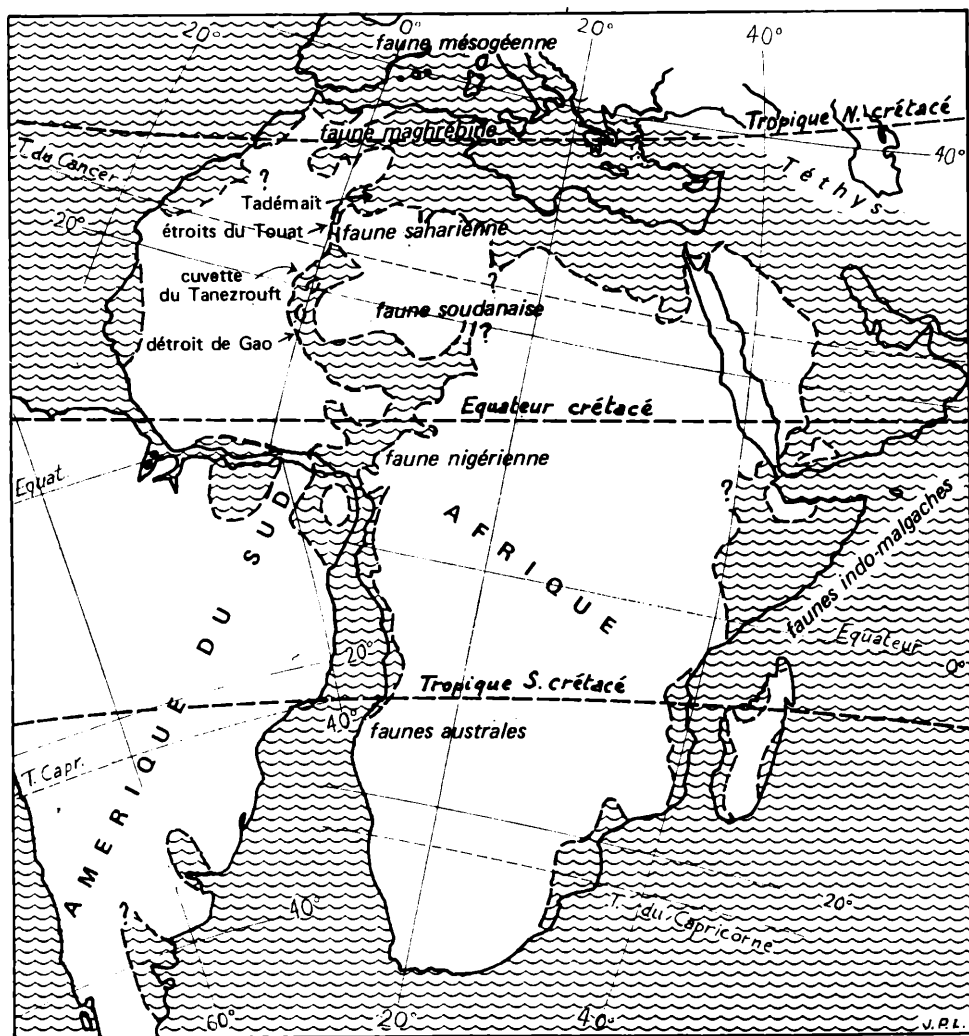 20°
0°
20°
40°
faune mésogéenne
Tropique N. crétacé
faune maghrébide
40°
T. du Cancer
?
Téthys
Tadémaït
20°
étroits du Touat
faune saharienne
cuvette
du Tanezrouft
?
faune soudanaise
?
détroit de Gao
Equateur crétacé
faune nigérienne
Equat
?
AFRIQUE
faunes indo-malgaches
Equateur
0°
20°
Tropique S. crétacé
40°
faunes australes
T. Capr.
AMERIQUE DU SUD
?
40°
20°
T. du Capricorne
60°
20°
40°
J.P.L.